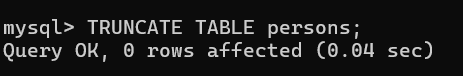 mysql> TRUNCATE TABLE persons;
Query OK, 0 rows affected (0.04 sec)